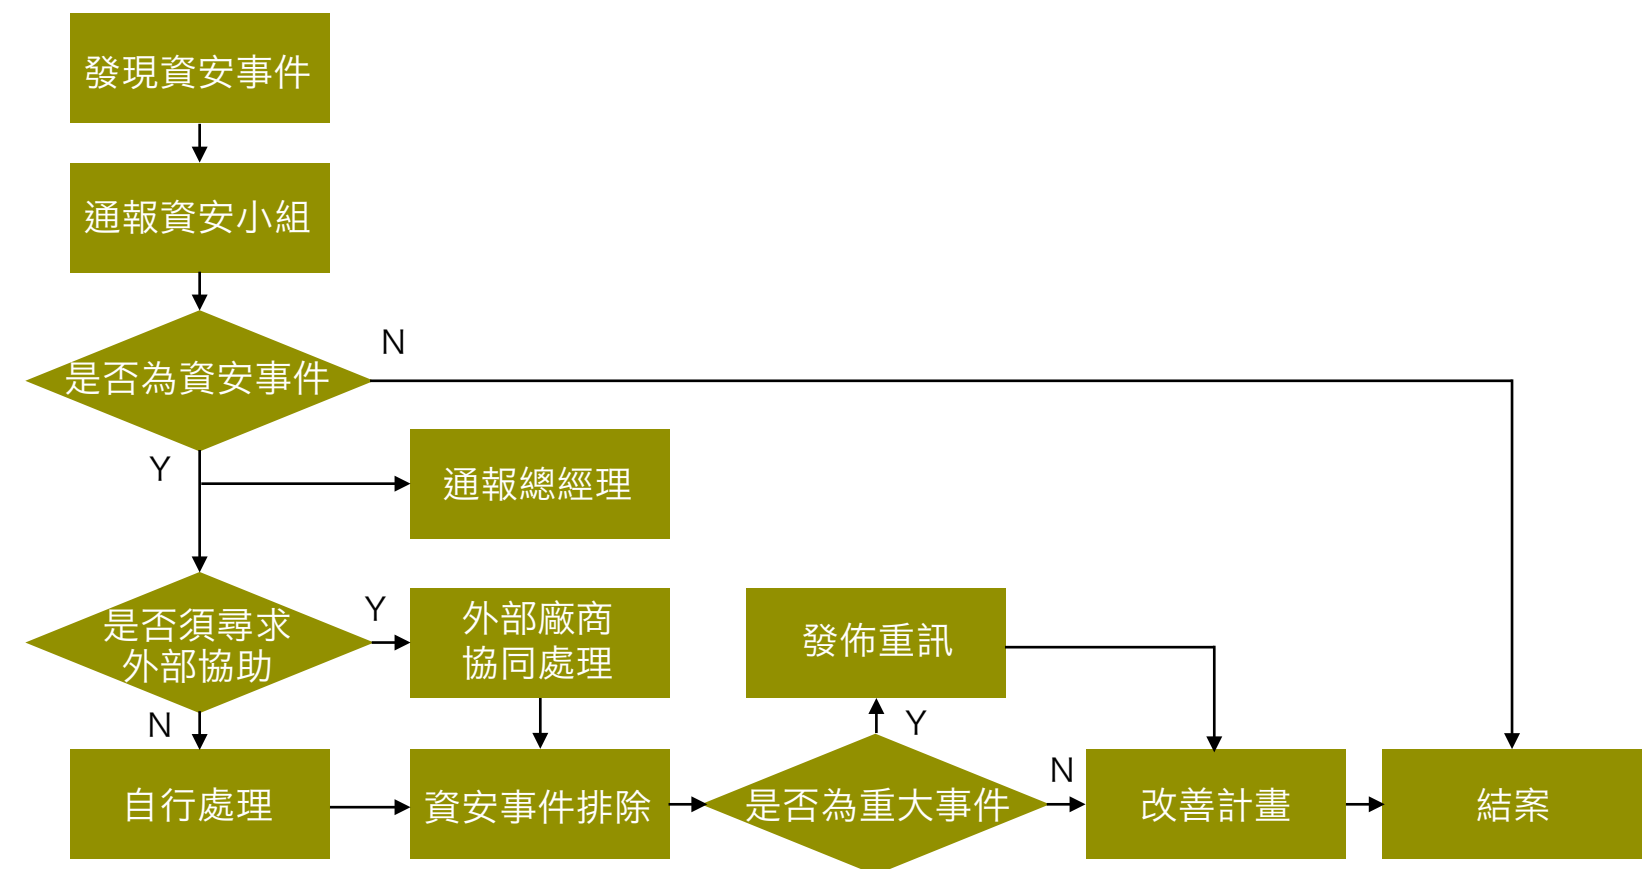 發現資安事件
通報資安小組
是否為資安事件
N
Y
通報總經理
是否須尋求
外部協助
Y
外部廠商
協同處理
發佈重訊
N
Y
自行處理
資安事件排除
是否為重大事件
N
改善計畫
結案